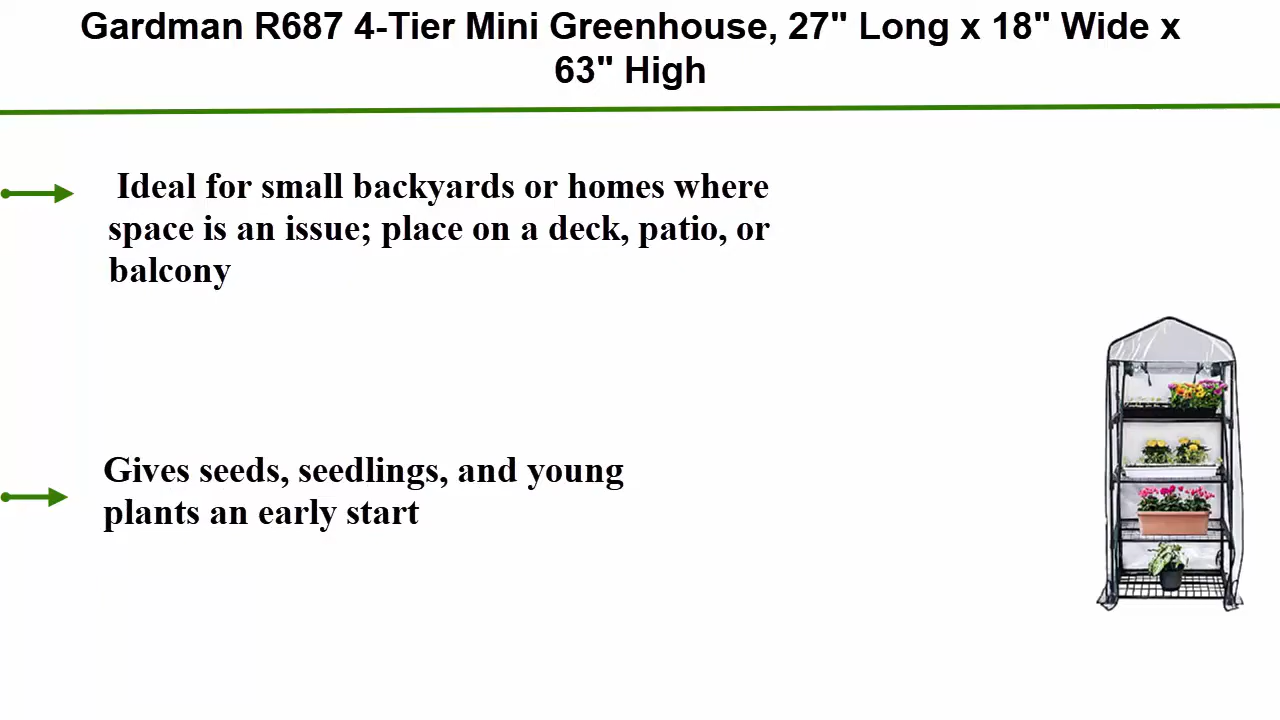 Gardman R687 4-Tier Mini Greenhouse, 27" Long x 18" Wide x
63" High
Ideal for small backyards or homes where
space is an issue; place on a deck, patio, or
balcony
Gives seeds, seedlings, and young
plants an early start